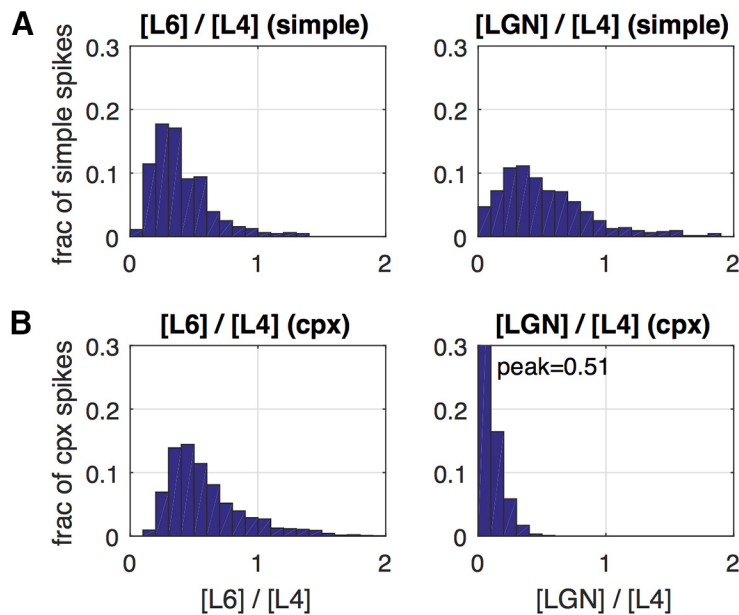 A
[L6] / [L4] (simple)
[LGN] / [L4] (simple)
frac of simple spikes
0.3
0.2
0.1
0
0 1 2
0.3
0.2
0.1
0
0 1 2
B
[L6] / [L4] (cpx)
[LGN] / [L4] (cpx)
frac of cpx spikes
0.3
0.2
0.1
0
0 1 2
[L6] / [L4]
peak=0.51
0.3
0.2
0.1
0
0 1 2
[LGN] / [L4]